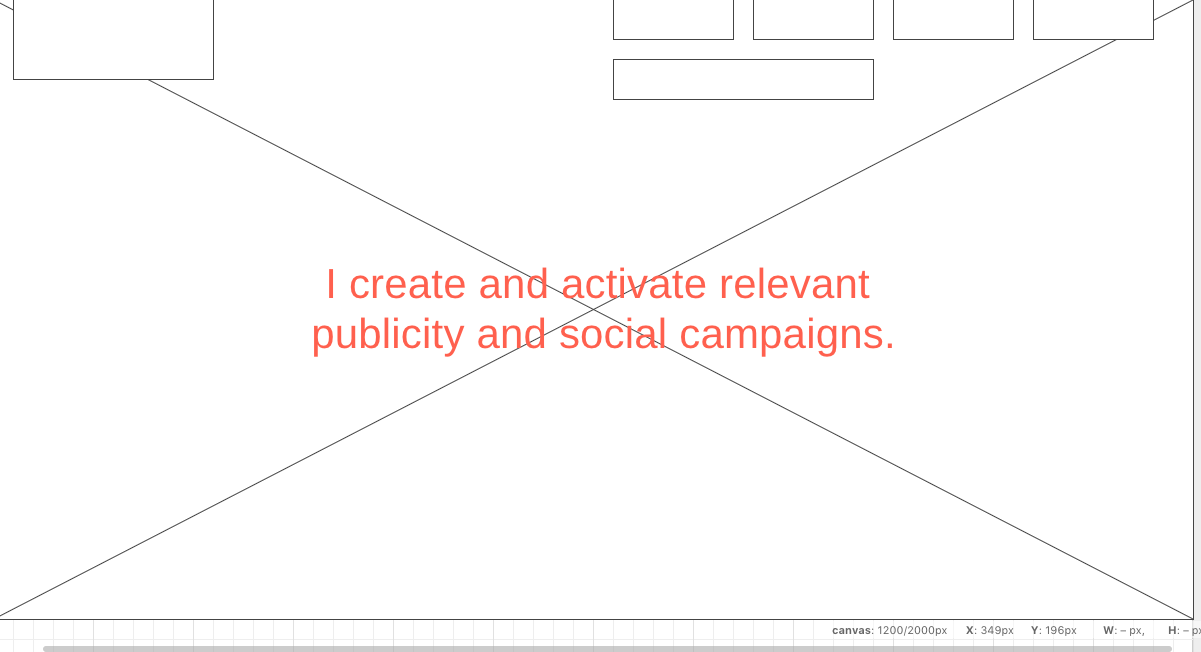 I create and activate relevant
publicity and social campaigns.
canvas: 1200/2000px X: 349px Y: 196px W: – px, H: – px